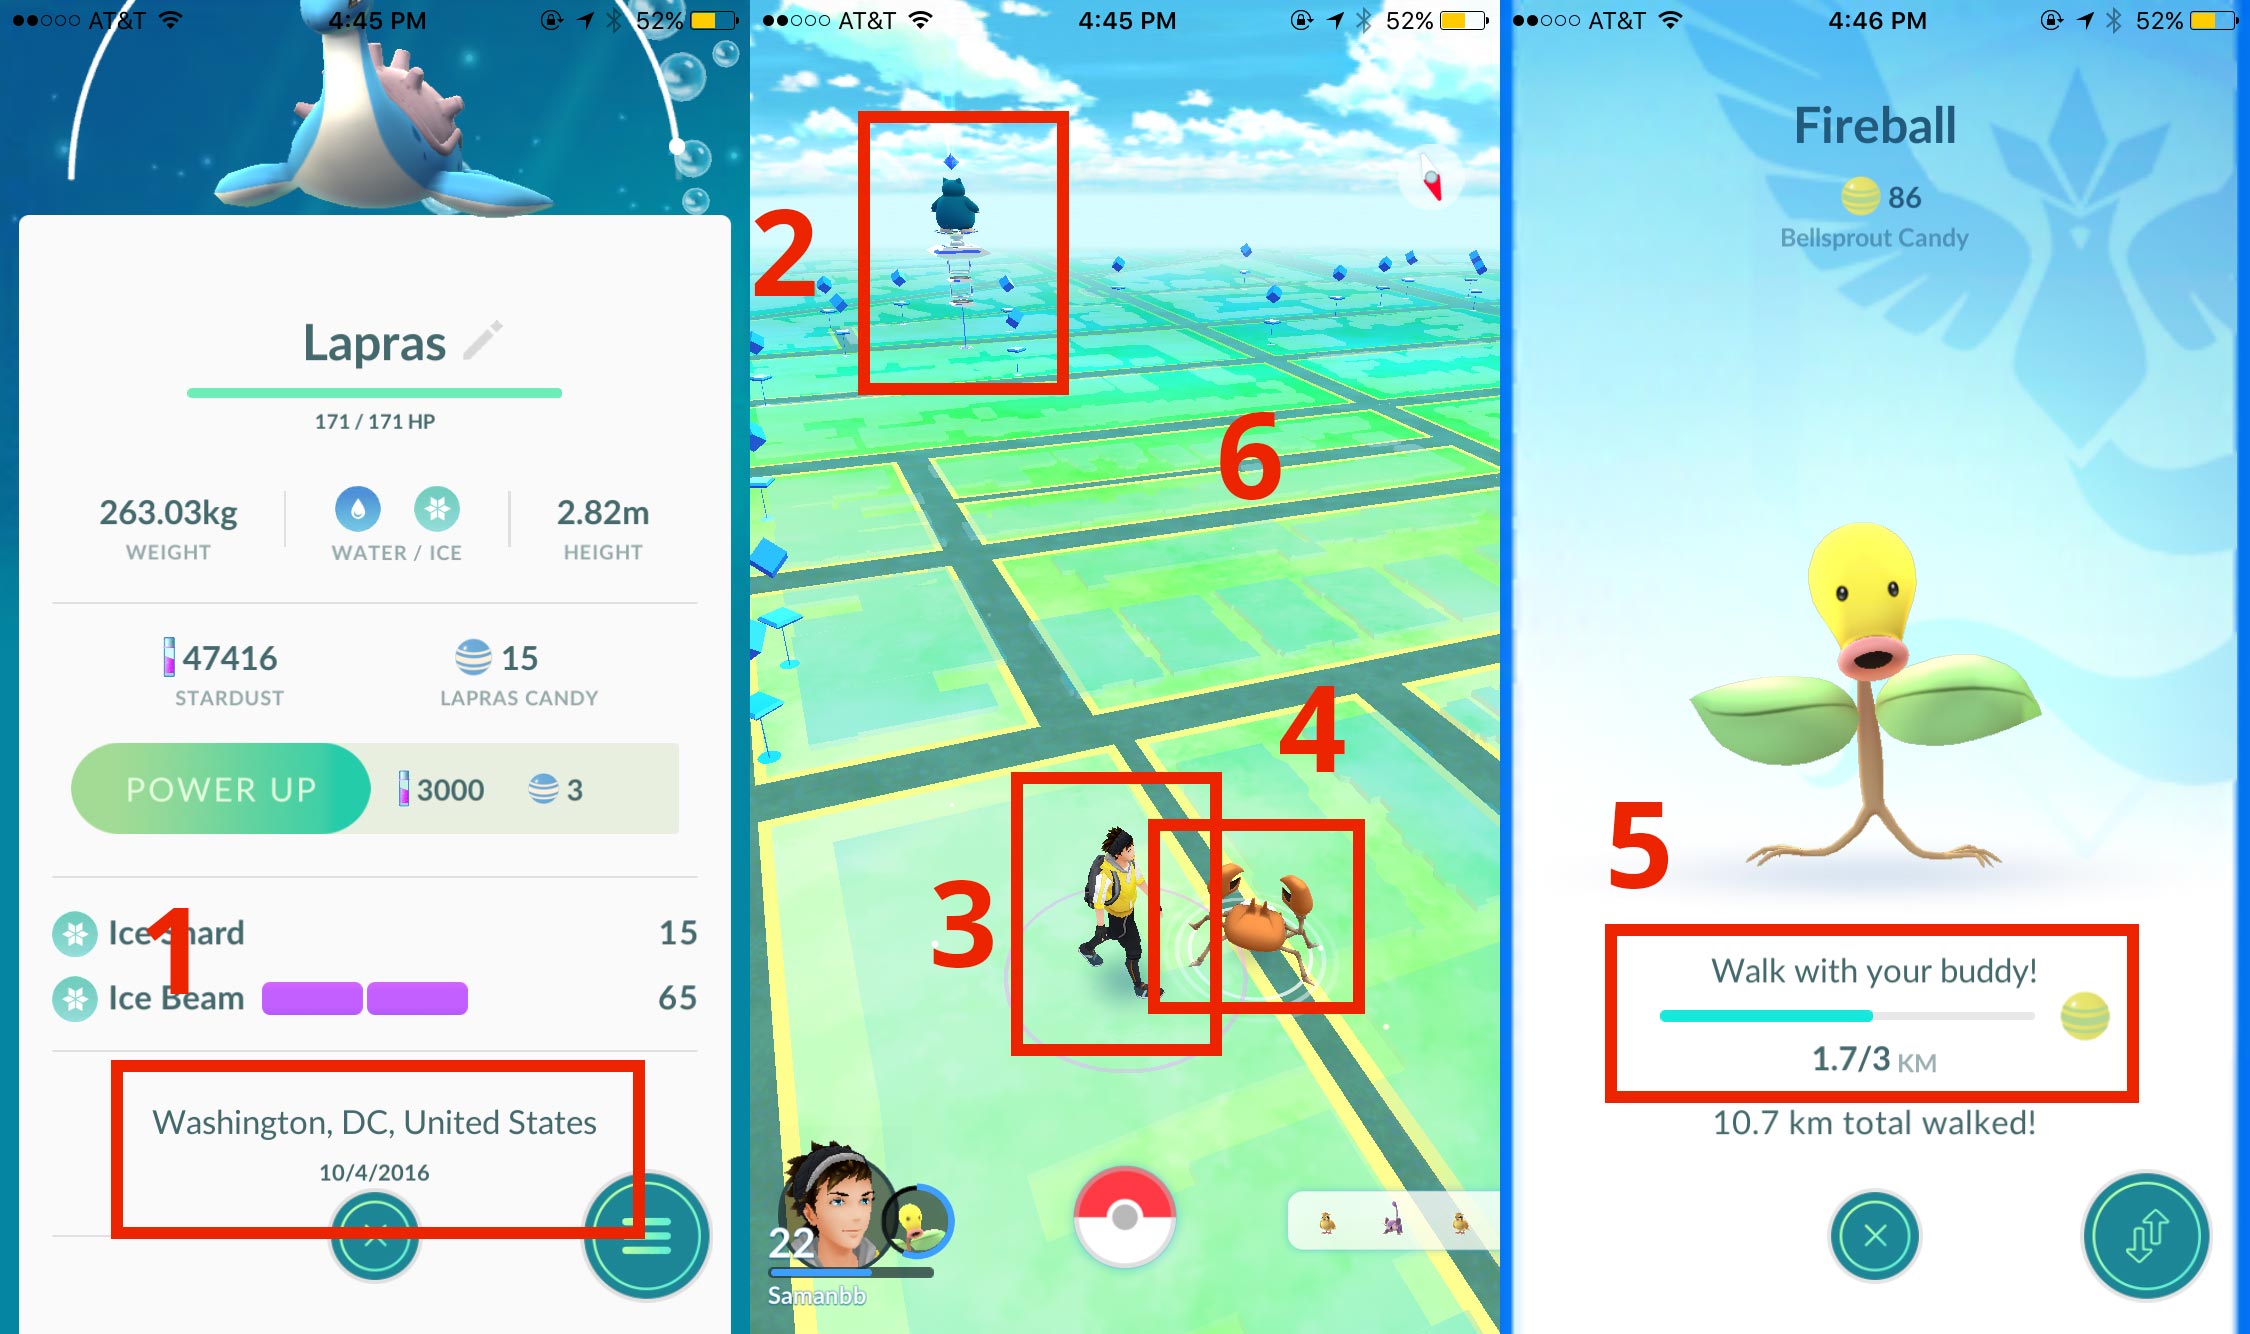 ●●○○○ AT&T 4:45 PM 52%
Lapras
171 / 171 HP
263.03kg
WEIGHT
WATER / ICE
2.82m
HEIGHT
47416
STARDUST
15
LAPRAS CANDY
POWER UP 3000 3
Ice Shard 15
1
Ice Beam 65
Washington, DC, United States
10/4/2016
●●○○○ AT&T 4:45 PM 52%
2
6
4
3
22
Samanbb
●●○○○ AT&T 4:46 PM 52%
Fireball
86
Bellsprout Candy
5
Walk with your buddy!
1.7/3 KM
10.7 km total walked!